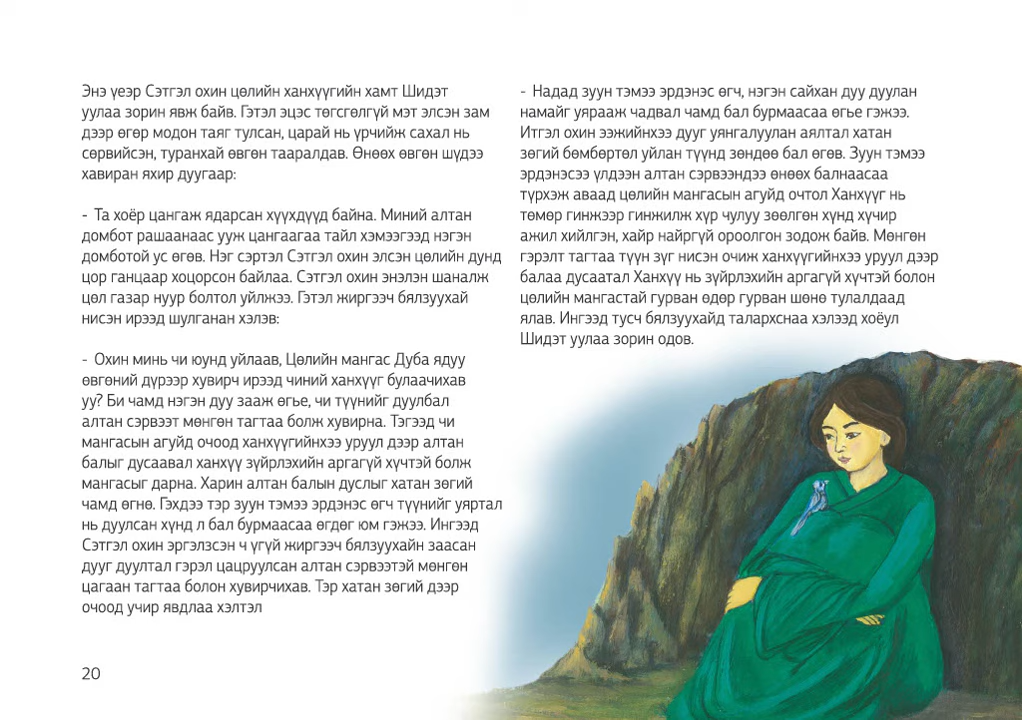 Энэ үеэр Сэтгэл охин цөлийн ханхүүгийн хамт Шидэт
уулаа зорин явж байв. Гэтэл эцэс төгсгөлгүй мэт элсэн зам
дээр өгөр модон таяг тулсан, царай нь үрчийж сахал нь
сөрвийсэн, туранхай өвгөн тааралдав. Өнөөх өвгөн шүдээ
хавиран яхир дуугаар:
- Та хоёр цангаж ядарсан хүүхдүүд байна. Миний алтан
домбот рашаанаас ууж цангаагаа тайл хэмээгээд нэгэн
домботой ус өгөв. Нэг сэртэл Сэтгэл охин элсэн цөлийн дунд
цор ганцаар хоцорсон байлаа. Сэтгэл охин энэлэн шаналж
цөл газар нуур болтол уйлжээ. Гэтэл жиргээч бялзуухай
нисэн ирээд шулганан хэлэв:
- Охин минь чи юунд уйлаав, Цөлийн мангас Дуба ядуу
өвгөний дүрээр хувирч ирээд чиний ханхүүг булаачихав
уу? Би чамд нэгэн дуу зааж өгье, чи түүнийг дуулбал
алтан сэрвээт мөнгөн тагтаа болж хувирна. Тэгээд чи
мангасын агуйд очоод ханхүүгийнхээ уруул дээр алтан
балыг дусаавал ханхүү зүйрлэхийн аргагүй хүчтэй болж
мангасыг дарна. Харин алтан балын дуслыг хатан зөгий
чамд өгнө. Гэхдээ тэр зуун тэмээ эрдэнэс өгч түүнийг уяртал
нь дуулсан хүнд л бал бурмаасаа өгдөг юм гэжээ. Ингээд
Сэтгэл охин эргэлзсэн ч үгүй жиргээч бялзуухайн заасан
дууг дуултал гэрэл цацруулсан алтан сэрвээтэй мөнгөн
цагаан тагтаа болон хувирчихав. Тэр хатан зөгий дээр
очоод учир явдлаа хэлтэл
20
- Надад зуун тэмээ эрдэнэс өгч, нэгэн сайхан дуу дуулан
намайг уярааж чадвал чамд бал бурмаасаа өгье гэжээ.
Итгэл охин ээжийнхээ дууг уянгалуулан аялтал хатан
зөгий бөмбөртөл уйлан түүнд зөндөө бал өгөв. Зуун тэмээ
эрдэнэсээ үлдээн алтан сэрвээндээ өнөөх балнаасаа
түрхэж аваад цөлийн мангасын агуйд очтол Ханхүүг нь
төмөр гинжээр гинжилж хүр чулуу зөөлгөн хүнд хүчир
ажил хийлгэн, хайр найргүй ороолгон зодож байв. Мөнгөн
гэрэлт тагтаа түүн зүг нисэн очиж ханхүүгийнхээ уруул дээр
балаа дусаатал Ханхүү нь зүйрлэхийн аргагүй хүчтэй болон
цөлийн мангастай гурван өдөр гурван шөнө тулалдаад
ялав. Ингээд тусч бялзуухайд талархснаа хэлээд хоёул
Шидэт уулаа зорин одов.